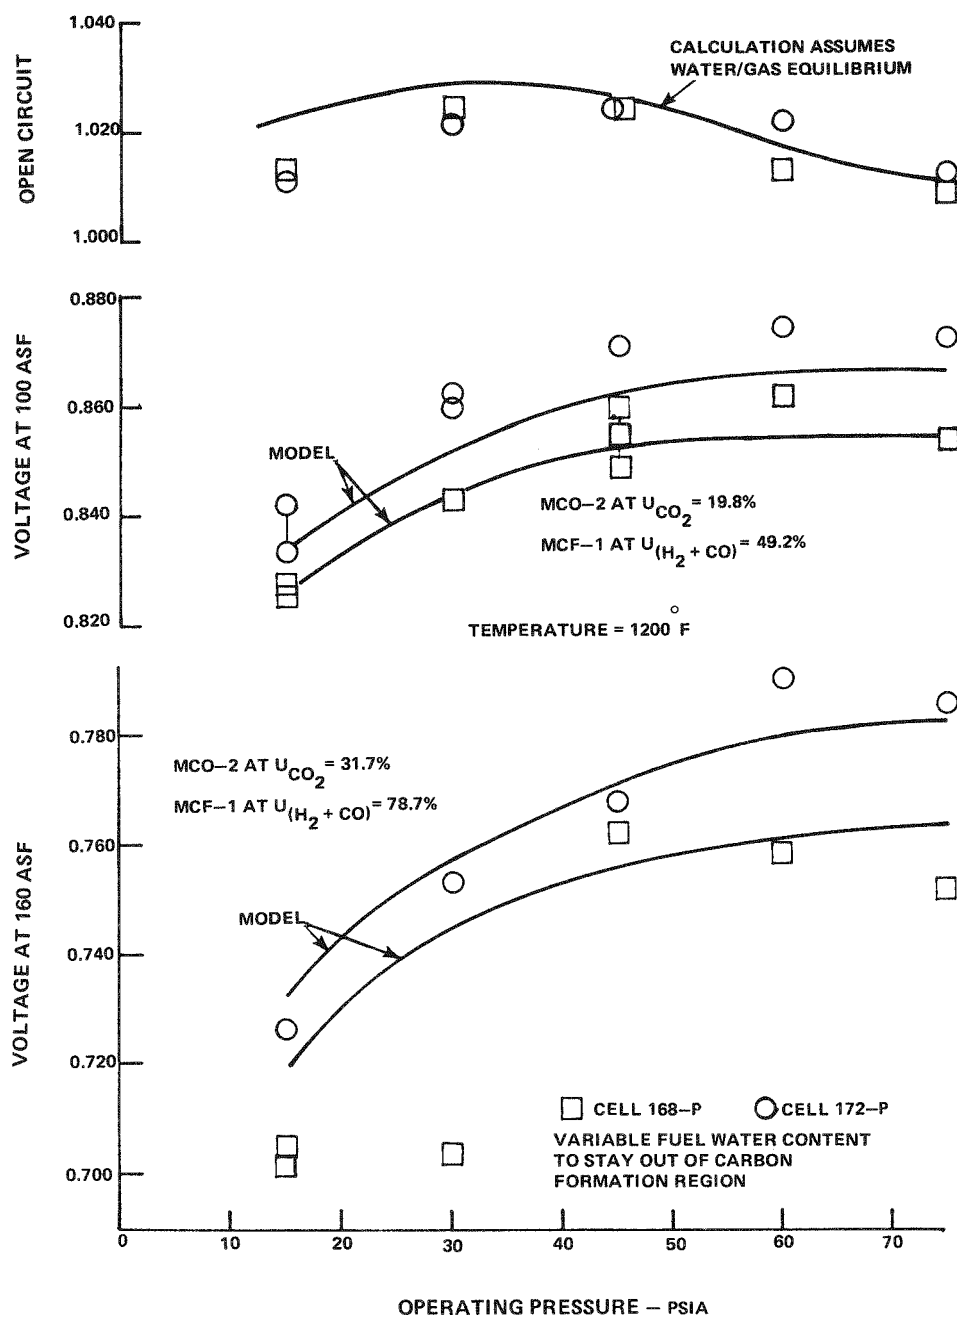 1.040
CALCULATION ASSUMES
WATER/GAS EQUILIBRIUM
OPEN CIRCUIT
1.020
1.000
0.880
VOLTAGE AT 100 ASF
0.860
MODEL
0.840
MCO–2 AT U CO2 = 19.8%
MCF–1 AT U (H2 + CO) = 49.2%
0.820
TEMPERATURE = 1200° F
0.780
MCO–2 AT U CO2 = 31.7%
MCF–1 AT U (H2 + CO) = 78.7%
0.760
VOLTAGE AT 160 ASF
MODEL
0.740
0.720
CELL 168–P CELL 172–P
VARIABLE FUEL WATER CONTENT
TO STAY OUT OF CARBON
FORMATION REGION
0.700
0 10 20 30 40 50 60 70
OPERATING PRESSURE – PSIA